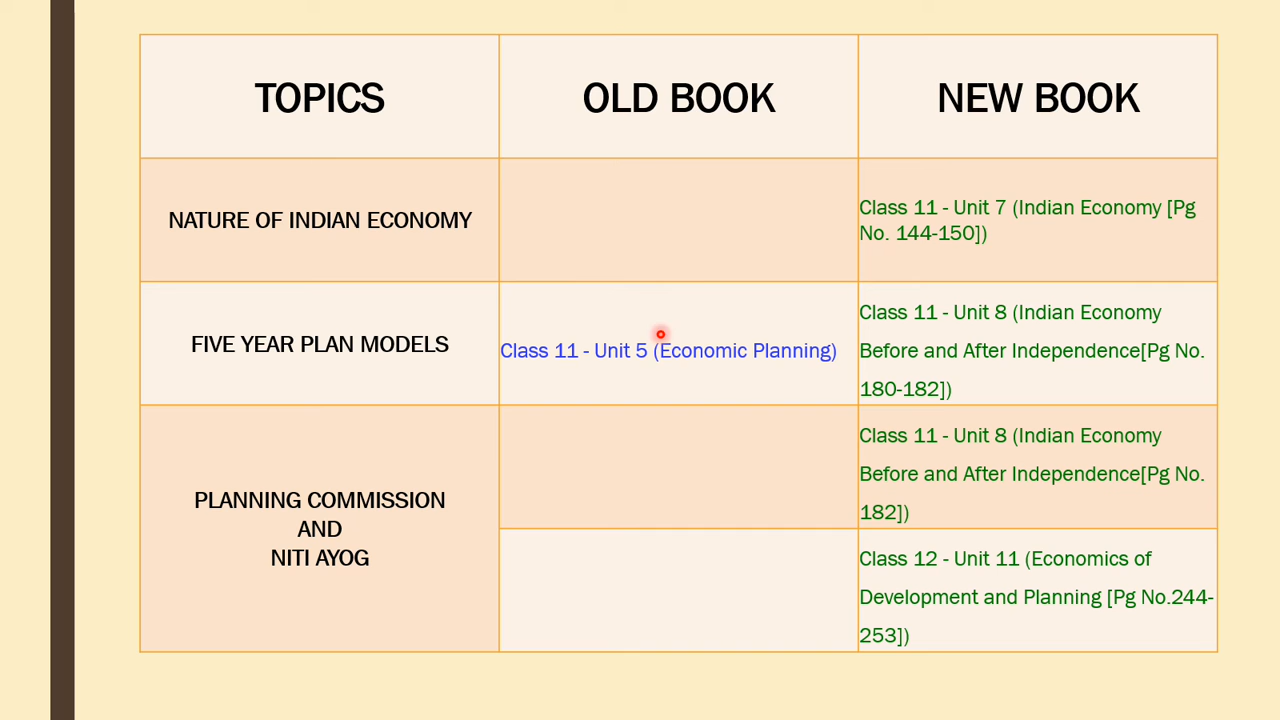 TOPICS
OLD BOOK
NEW BOOK
NATURE OF INDIAN ECONOMY
Class 11 - Unit 7 (Indian Economy [Pg
No. 144-150])
FIVE YEAR PLAN MODELS
Class 11 - Unit 5 (Economic Planning)
Class 11 - Unit 8 (Indian Economy
Before and After Independence[Pg No.
180-182])
PLANNING COMMISSION
AND
NITI AYOG
Class 11 - Unit 8 (Indian Economy
Before and After Independence[Pg No.
182])
Class 12 - Unit 11 (Economics of
Development and Planning [Pg No.244-
253])